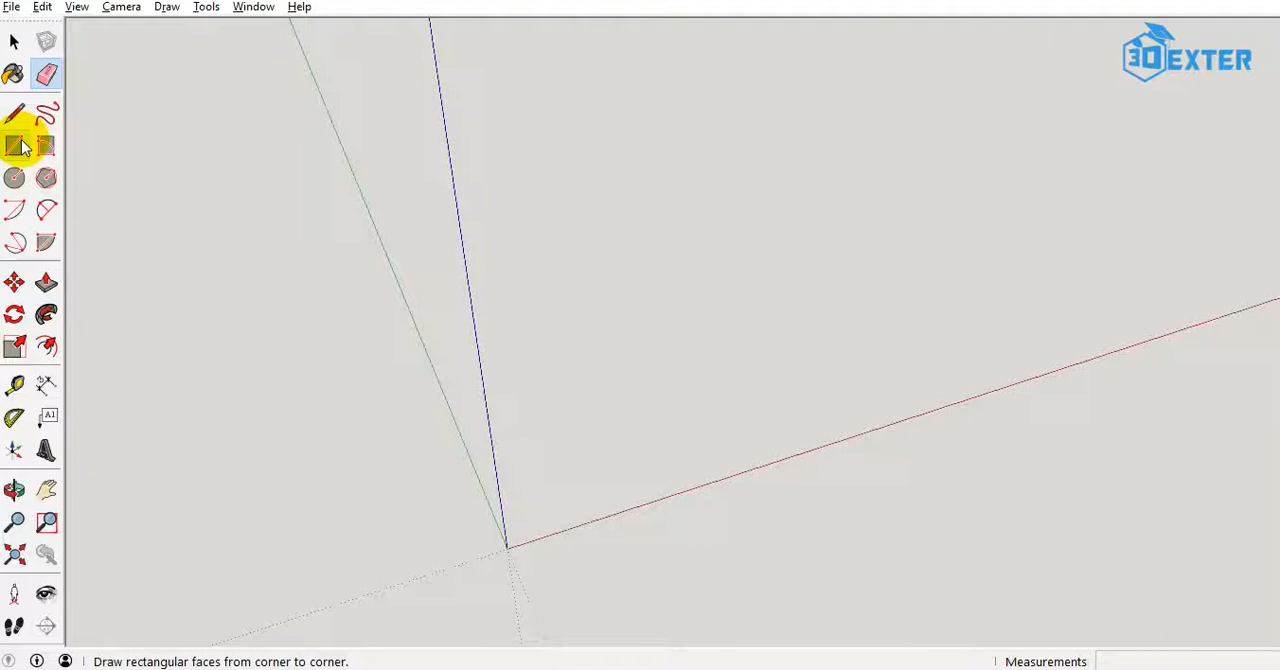 File Edit View Camera Draw Tools Window Help
3DEXTER
A1
Draw rectangular faces from corner to corner.
Measurements